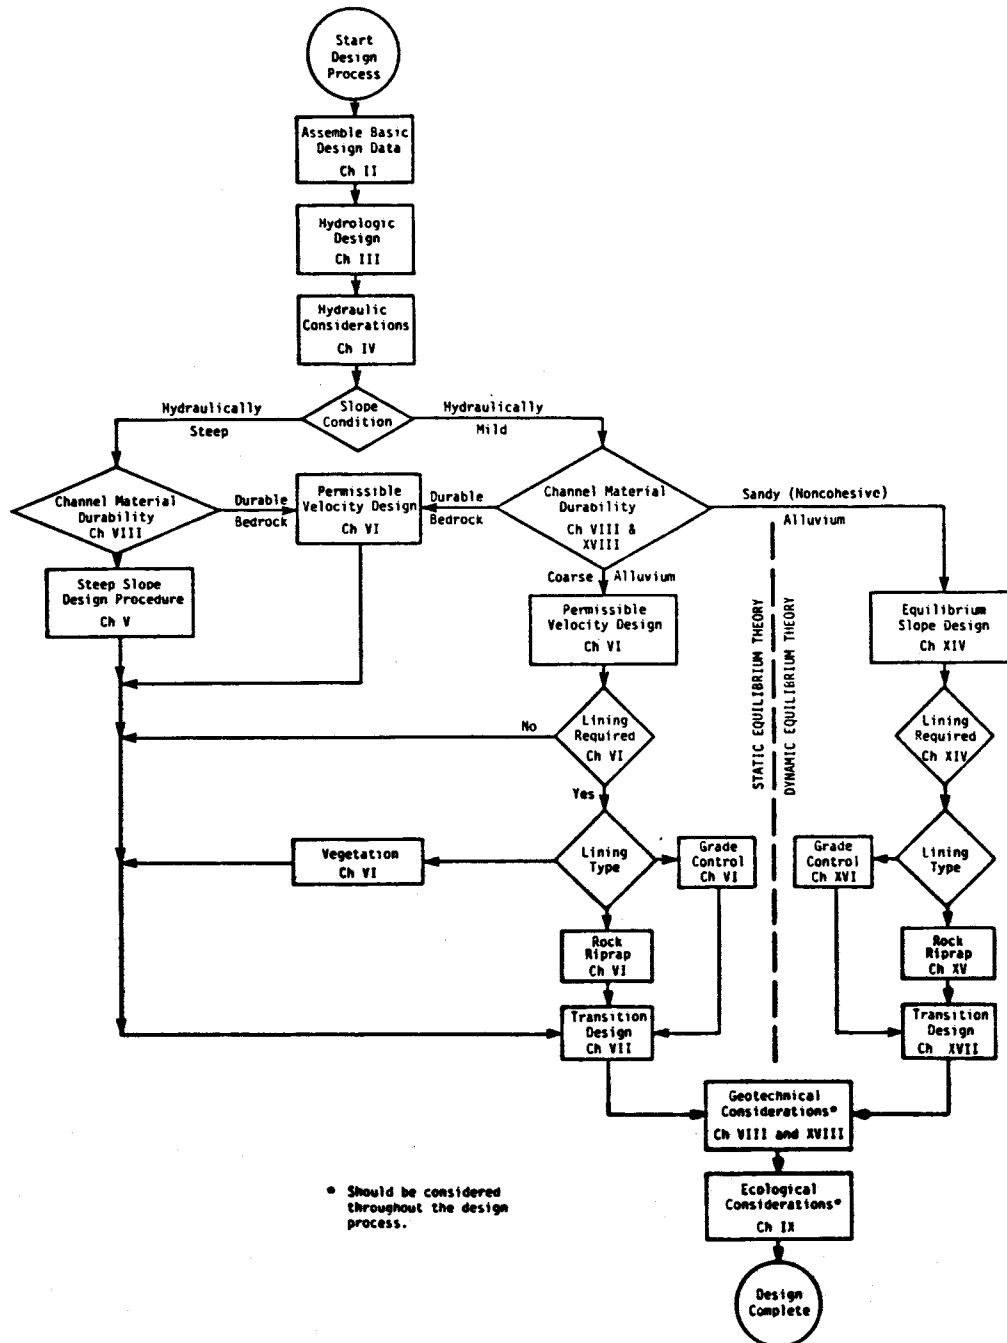 Start
Design
Process
Assemble Basic
Design Data
Ch II
Hydrologic
Design
Ch III
Hydraulic
Considerations
Ch IV
Slope
Condition
Hydraulically
Steep
Hydraulically
Mild
Channel Material
Durability
Ch VIII
Durable
Bedrock
Permissible
Velocity Design
Ch VI
Durable
Bedrock
Channel Material
Durability
Ch VIII &
XVIII
Sandy (Noncohesive)
Alluvium
Steep Slope
Design Procedure
Ch V
Coarse Alluvium
Permissible
Velocity Design
Ch VI
Equilibrium
Slope Design
Ch XIV
STATIC EQUILIBRIUM THEORY
DYNAMIC EQUILIBRIUM THEORY
No
Lining
Required
Ch VI
Lining
Required
Ch XIV
Yes
Vegetation
Ch VI
Lining
Type
Grade
Control
Ch VI
Grade
Control
Ch XVI
Lining
Type
Rock
Riprap
Ch VI
Rock
Riprap
Ch XV
Transition
Design
Ch VII
Transition
Design
Ch XVII
Geotechnical
Considerations*
Ch VIII and XVIII
Ecological
Considerations*
Ch IX
* Should be considered
throughout the design
process.
Design
Complete